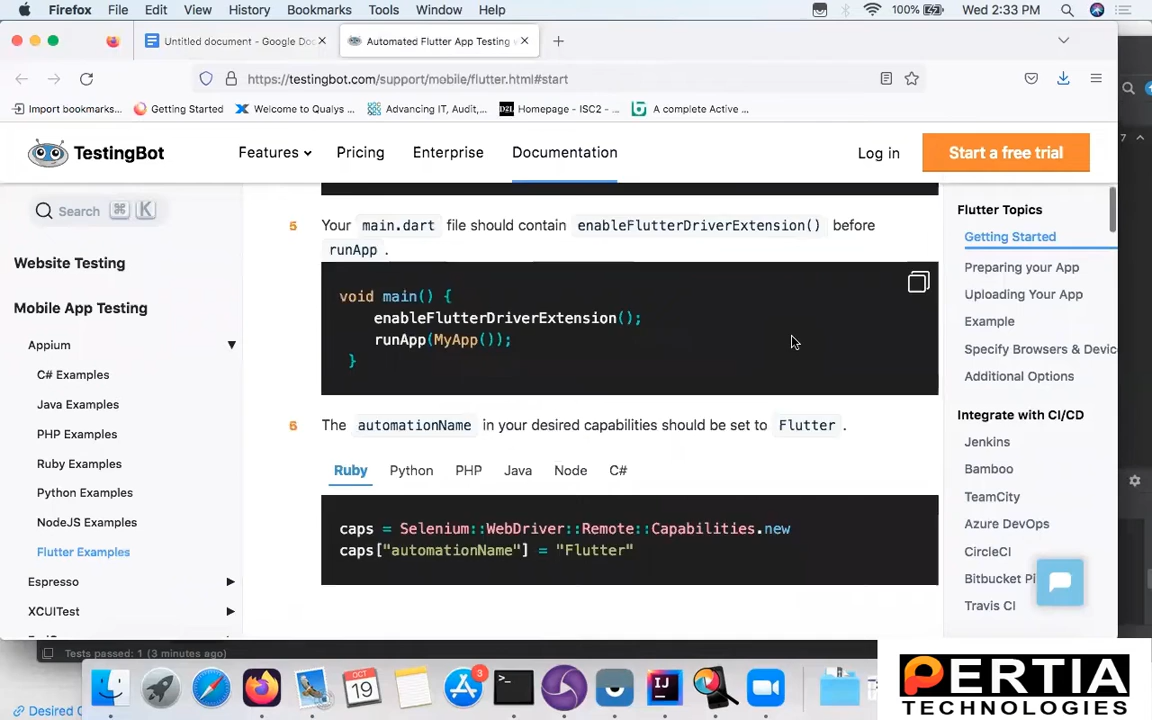 Firefox File Edit View History Bookmarks Tools Window Help 100% Wed 2:33 PM
Untitled document - Google Doc Automated Flutter App Testing
https://testingbot.com/support/mobile/flutter.html#start
Import bookmarks... Getting Started Welcome to Qualys ... Advancing IT, Audit,... Homepage - ISC2 - ... A complete Active ...
TestingBot Features Pricing Enterprise Documentation Log in Start a free trial
Search ⌘ K
Website Testing
Mobile App Testing
Appium
C# Examples
Java Examples
PHP Examples
Ruby Examples
Python Examples
NodeJS Examples
Flutter Examples
Espresso
XCUITest
5 Your main.dart file should contain enableFlutterDriverExtension() before
runApp .
void main() {
enableFlutterDriverExtension();
runApp(MyApp());
}
6 The automationName in your desired capabilities should be set to Flutter .
Ruby Python PHP Java Node C#
caps = Selenium::WebDriver::Remote::Capabilities.new
caps["automationName"] = "Flutter"
Flutter Topics
Getting Started
Preparing your App
Uploading Your App
Example
Specify Browsers & Devic
Additional Options
Integrate with CI/CD
Jenkins
Bamboo
TeamCity
Azure DevOps
CircleCI
Bitbucket Pi
Travis CI
7
Tests passed: 1 (3 minutes ago)
OCT
19
3
>_
IJ
Desired C
PERTIA
TECHNOLOGIES